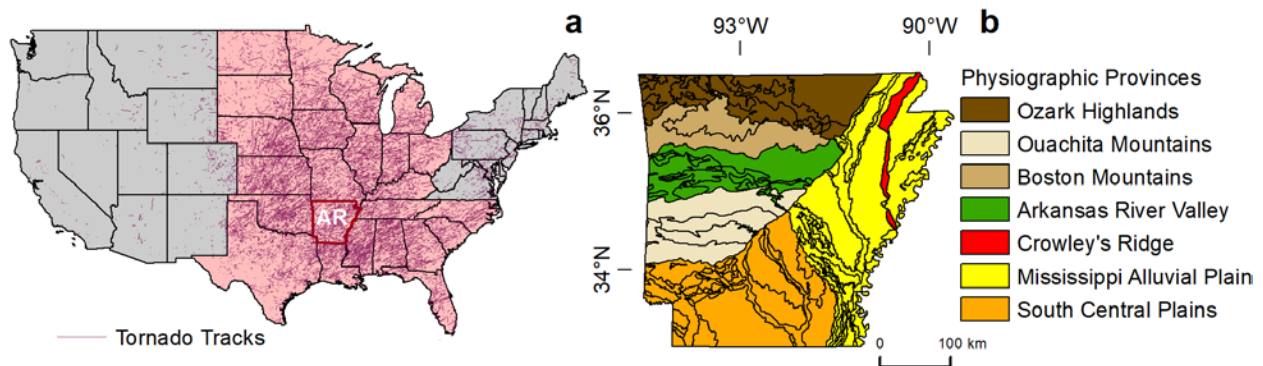 a
AR
Tornado Tracks
93°W
90°W
b
36°N
34°N
Physiographic Provinces
Ozark Highlands
Ouachita Mountains
Boston Mountains
Arkansas River Valley
Crowley's Ridge
Mississippi Alluvial Plain
South Central Plains
0 100 km